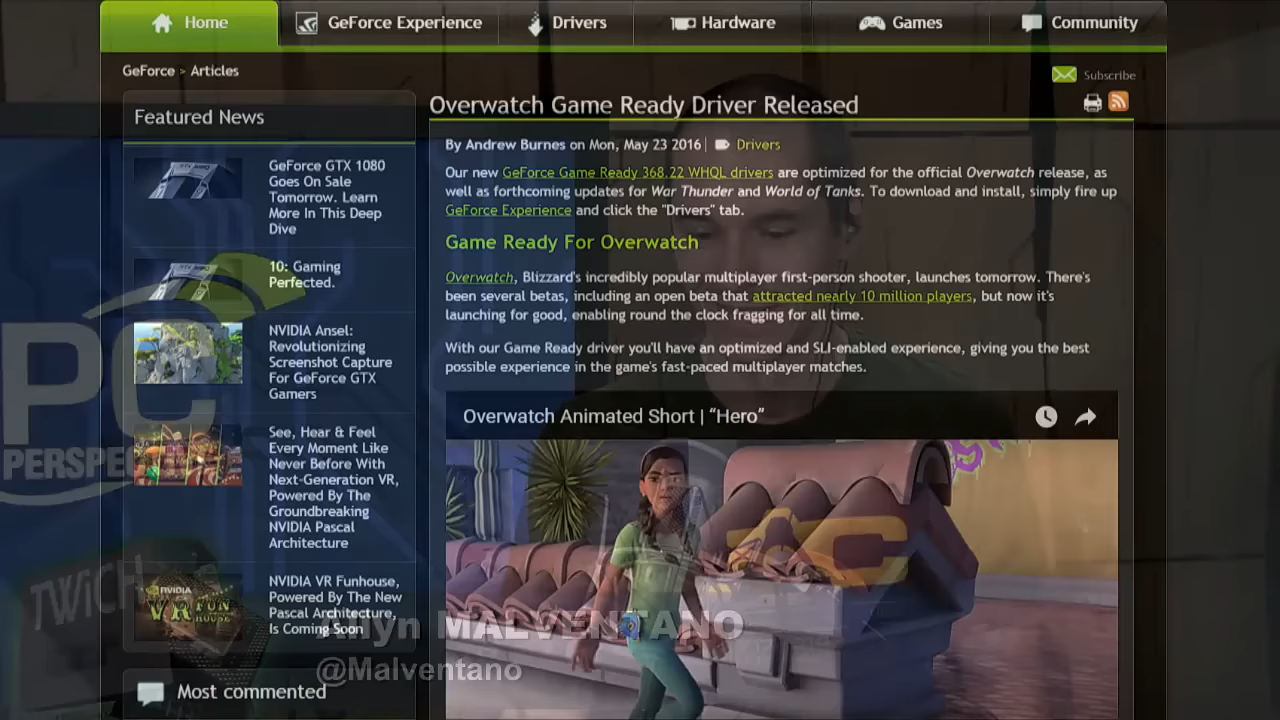 Home
GeForce Experience
Drivers
Hardware
Games
Community
GeForce > Articles
Subscribe
Featured News
GeForce GTX 1080
Goes On Sale
Tomorrow. Learn
More In This Deep
Dive
10: Gaming
Perfected.
NVIDIA Ansel:
Revolutionizing
Screenshot Capture
For GeForce GTX
Gamers
See, Hear & Feel
Every Moment Like
Never Before With
Next-Generation VR,
Powered By The
Groundbreaking
NVIDIA Pascal
Architecture
NVIDIA
VR FUN
HOUSE
NVIDIA VR Funhouse,
Powered By The New
Pascal Architecture,
Is Coming Soon
Most commented
Overwatch Game Ready Driver Released
By Andrew Burnes on Mon, May 23 2016 | Drivers
Our new GeForce Game Ready 368.22 WHQL drivers are optimized for the official Overwatch release, as
well as forthcoming updates for War Thunder and World of Tanks. To download and install, simply fire up
GeForce Experience and click the "Drivers" tab.
Game Ready For Overwatch
Overwatch, Blizzard's incredibly popular multiplayer first-person shooter, launches tomorrow. There's
been several betas, including an open beta that attracted nearly 10 million players, but now it's
launching for good, enabling round the clock fragging for all time.
With our Game Ready driver you'll have an optimized and SLI-enabled experience, giving you the best
possible experience in the game's fast-paced multiplayer matches.
Overwatch Animated Short | “Hero”
PC
TWiCH
Allyn MALVENTANO
@Malventano